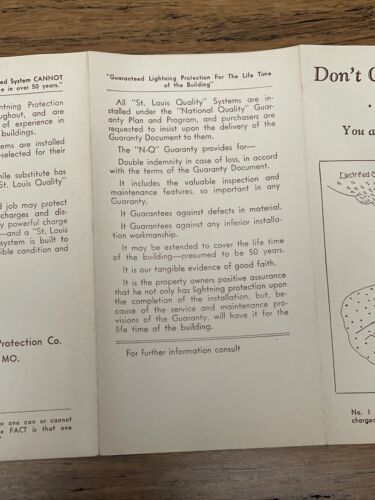 ed System CANNOT
e in over 50 years."
htning Protection
ughout, and are
of experience in
buildings.
ems are installed
-selected for their
hile substitute has
St. Louis Quality"
d job may protect
charges and dis-
y powerful charge
—and a "St. Louis
system is built to
ible condition and
Protection Co.
MO.
er one can or cannot
e FACT is that one
"Guaranteed Lightning Protection For The Life Time
of the Building"
All "St. Louis Quality" Systems are in-
stalled under the "National Quality" Guar-
anty Plan and Program, and purchasers are
requested to insist upon the delivery of the
Guaranty Document to them.
The "N-Q" Guaranty provides for—
Double indemnity in case of loss, in accord
with the terms of the Guaranty Document.
It includes the valuable inspection and
maintenance features, so important in any
Guaranty.
It Guarantees against defects in material.
It Guarantees against any inferior installa-
tion workmanship.
It may be extended to cover the life time
of the building—presumed to be 50 years.
It is our tangible evidence of good faith.
It is the property owners positive assurance
that he not only has lightning protection upon
the completion of the installation, but, be-
cause of the service and maintenance pro-
visions of the Guaranty, will have it for the
life time of the building.
For further information consult
Don't G
You a
Electrified C
No. 1
charged